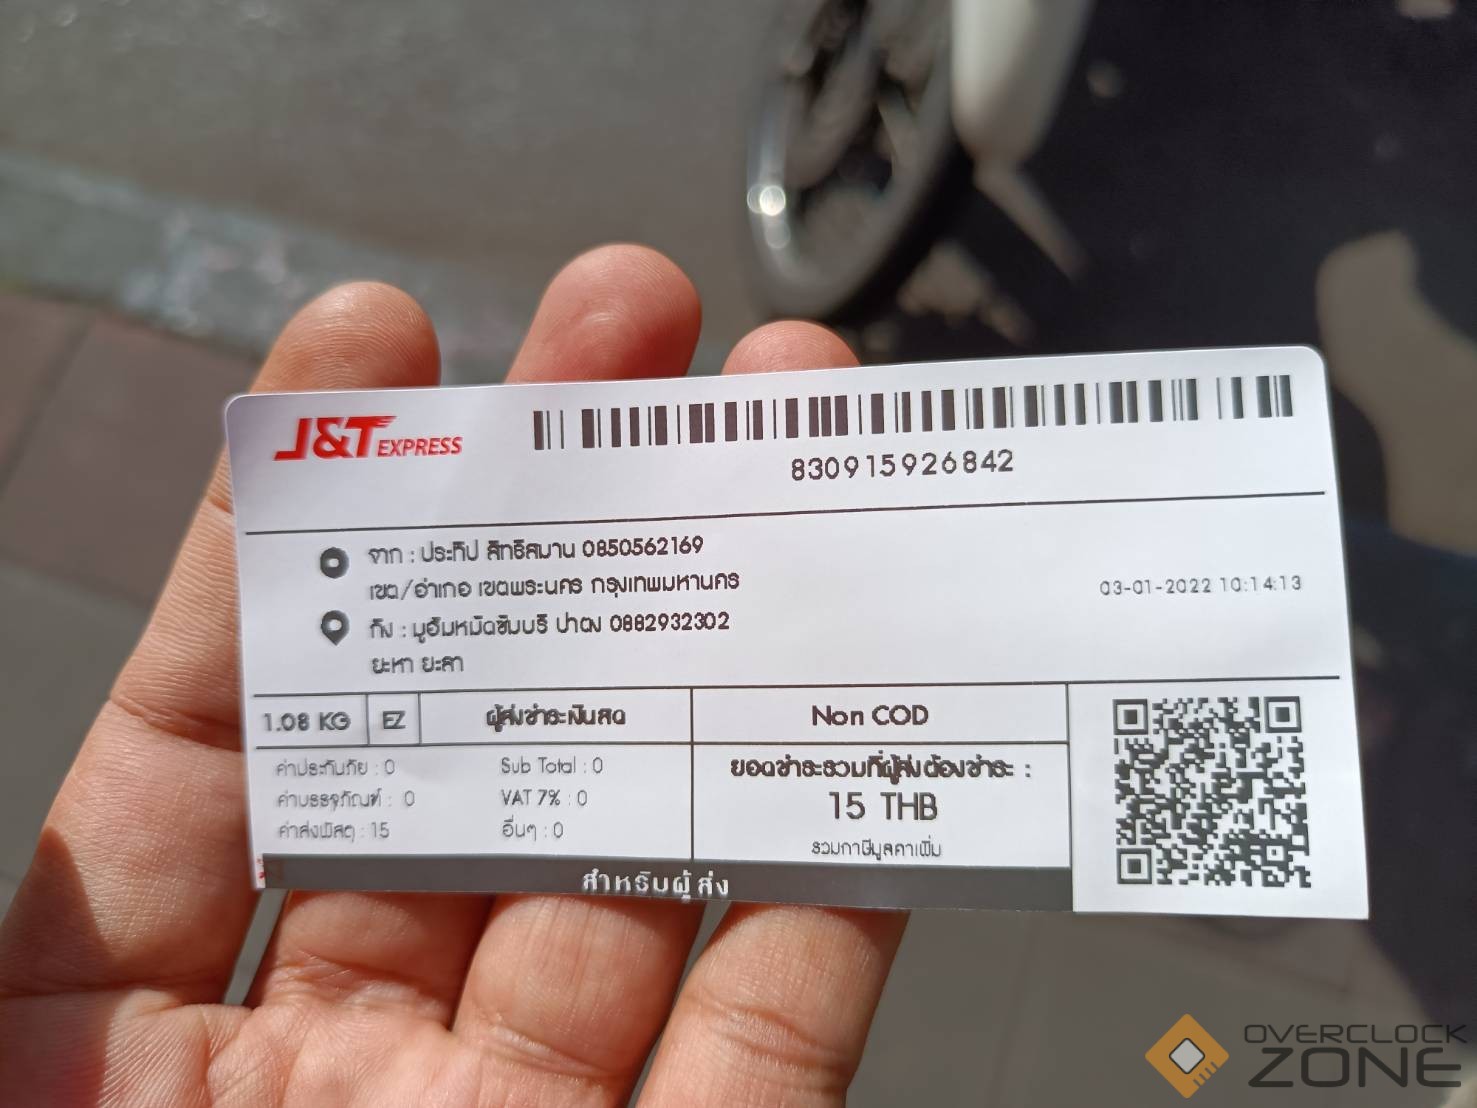 J&T EXPRESS
830915926842
จาก : ประทีป สิทธิสมาน 0850562169
เขต/อำเภอ เขตพระนคร กรุงเทพมหานคร
03-01-2022 10:14:13
ถึง : มูฮัมหมัดซัมบรี ปาตง 0882932302
ยะหา ยะลา
1.08 KG EZ ผู้ส่งชำระเงินสด Non COD
ค่าประกันภัย : 0 Sub Total : 0
ค่าบรรจุภัณฑ์ : 0 VAT 7% : 0
ค่าส่งพัสดุ : 15 อื่นๆ : 0
ยอดชำระรวมที่ผู้ส่งต้องชำระ :
15 THB
รวมภาษีมูลค่าเพิ่ม
สำหรับผู้ส่ง
OVERCLOCK
ZONE